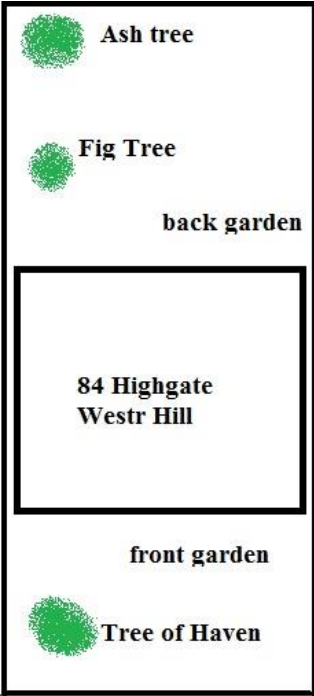 Ash tree
Fig Tree
back garden
84 Highgate
Westr Hill
front garden
Tree of Haven